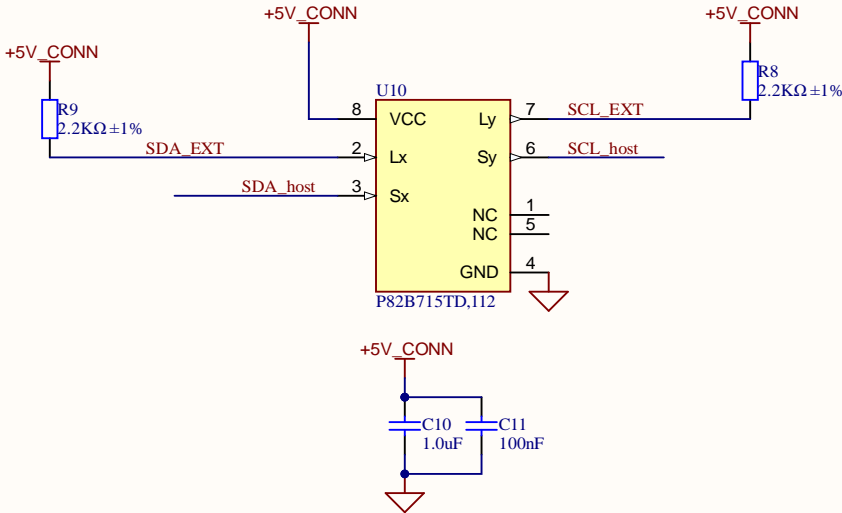 +5V_CONN
+5V_CONN
+5V_CONN
R9
2.2KΩ ±1%
R8
2.2KΩ ±1%
U10
8
VCC
Ly
7
SCL_EXT
SDA_EXT
2
Lx
Sy
6
SCL_host
SDA_host
3
Sx
NC
1
NC
5
GND
4
P82B715TD,112
+5V_CONN
C10
1.0uF
C11
100nF